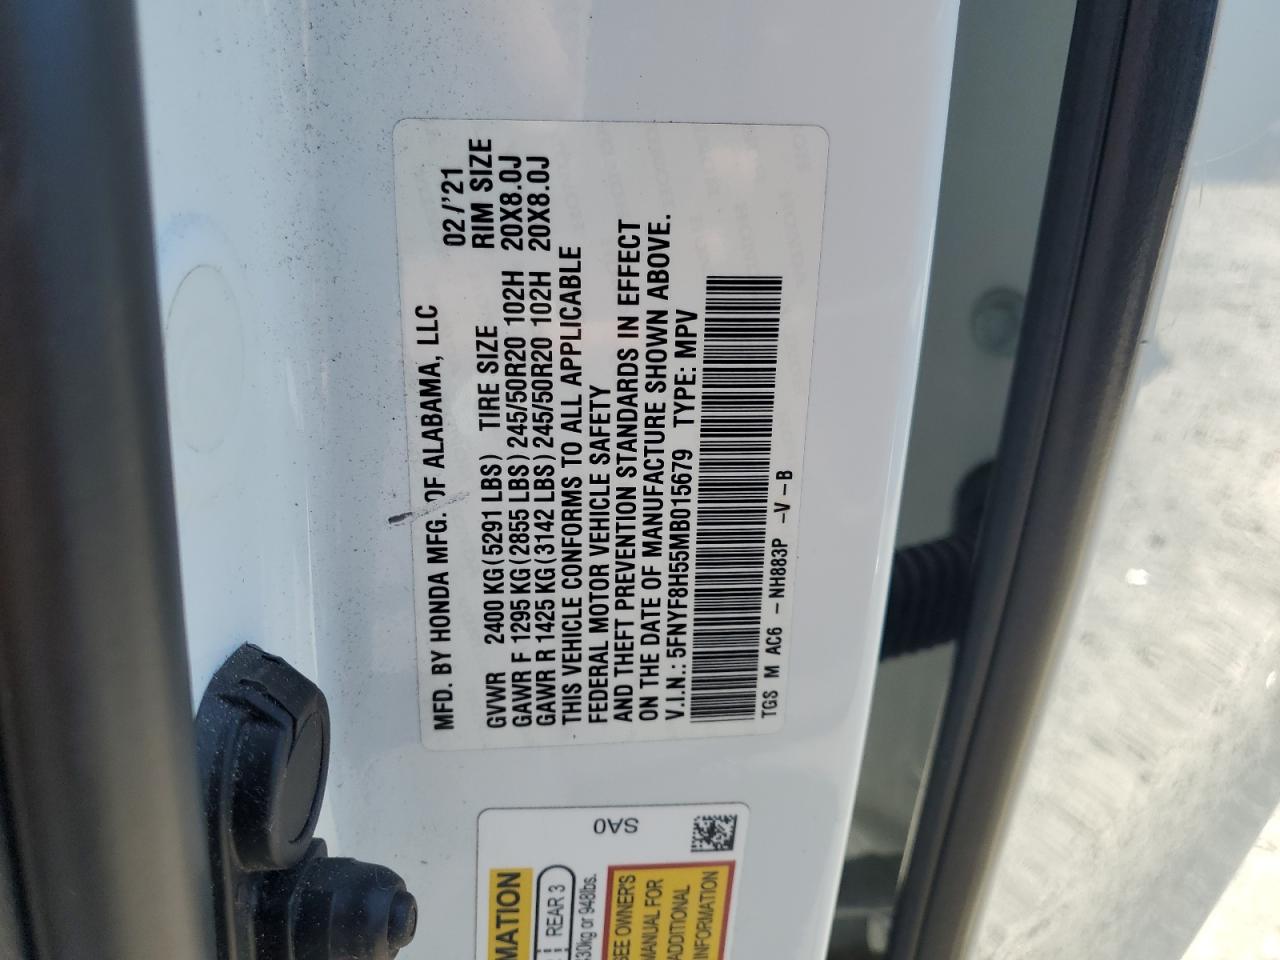 MFD. BY HONDA MFG. OF ALABAMA, LLC 02/'21
GVWR 2400 KG(5291 LBS) TIRE SIZE RIM SIZE
GAWR F 1295 KG(2855 LBS) 245/50R20 102H 20X8.0J
GAWR R 1425 KG(3142 LBS) 245/50R20 102H 20X8.0J
THIS VEHICLE CONFORMS TO ALL APPLICABLE
FEDERAL MOTOR VEHICLE SAFETY
AND THEFT PREVENTION STANDARDS IN EFFECT
ON THE DATE OF MANUFACTURE SHOWN ABOVE.
V.I.N.: 5FNYF8H55MB015679 TYPE: MPV
TGS M AC6 - NH883P -V-B
SA0
REAR 3
430kg or 948lbs.
SEE OWNER'S
MANUAL FOR
ADDITIONAL
INFORMATION